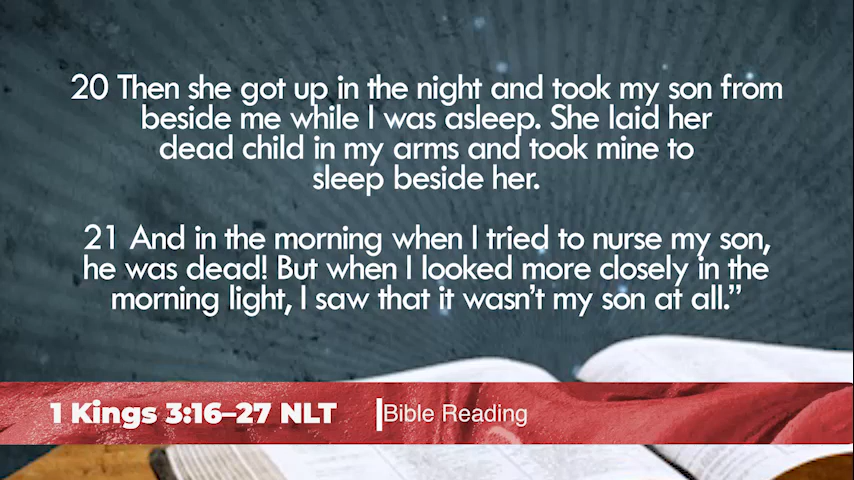 20 Then she got up in the night and took my son from
beside me while I was asleep. She laid her
dead child in my arms and took mine to
sleep beside her.
21 And in the morning when I tried to nurse my son,
he was dead! But when I looked more closely in the
morning light, I saw that it wasn’t my son at all.”
1 Kings 3:16–27 NLT
Bible Reading